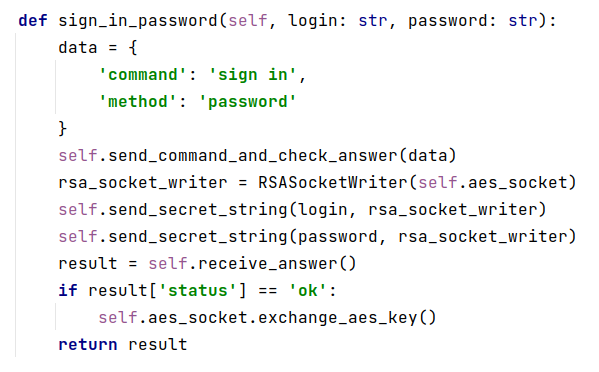 def sign_in_password(self, login: str, password: str):
    data = {
        'command': 'sign in',
        'method': 'password'
    }
    self.send_command_and_check_answer(data)
    rsa_socket_writer = RSASocketWriter(self.aes_socket)
    self.send_secret_string(login, rsa_socket_writer)
    self.send_secret_string(password, rsa_socket_writer)
    result = self.receive_answer()
    if result['status'] == 'ok':
        self.aes_socket.exchange_aes_key()
    return result